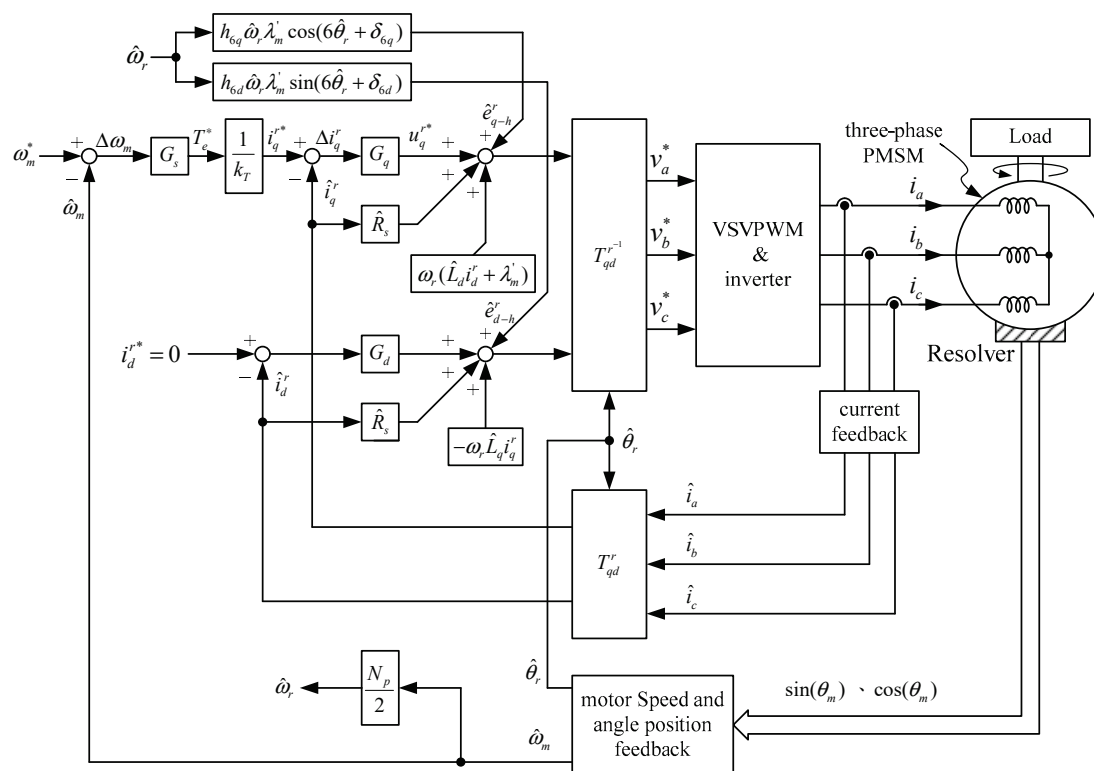 h_{6q} ω̂_r λ'_m cos(6θ̂_r + δ_{6q})
ω̂_r
h_{6d} ω̂_r λ'_m sin(6θ̂_r + δ_{6d})
ê^r_{q-h}
ω*_m
+
−
Δω_m
G_s
T*_e
1/k_T
i^{r*}_q
+
−
Δi^r_q
G_q
u^{r*}_q
+
+
+
+
ω̂_m
î^r_q
R̂_s
ω_r(L̂_d i^r_d + λ'_m)
ê^r_{d-h}
i^{r*}_d = 0
+
−
G_d
+
+
+
+
î^r_d
R̂_s
−ω_r L̂_q i^r_q
T^{r^{-1}}_{qd}
v*_a
v*_b
v*_c
VSVPWM
&
inverter
i_a
i_b
i_c
three-phase
PMSM
Load
Resolver
current
feedback
θ̂_r
T^r_{qd}
î_a
î_b
î_c
θ̂_r
ω̂_r
N_p/2
ω̂_m
motor Speed and
angle position
feedback
sin(θ_m) 、cos(θ_m)